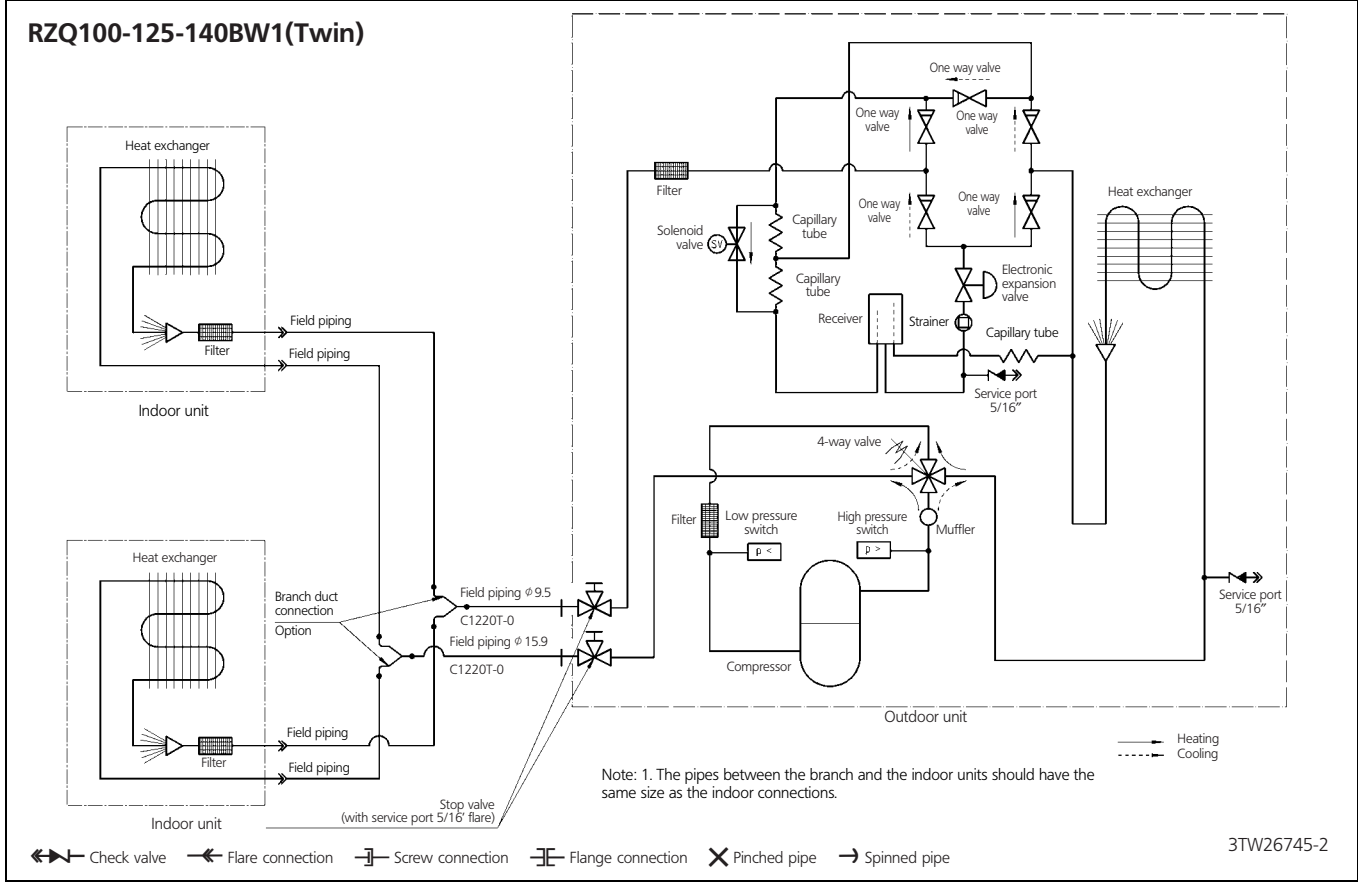 RZQ100-125-140BW1(Twin)
One way valve
One way
valve
One way
valve
Heat exchanger
Filter
Heat exchanger
One way
valve
One way
valve
Capillary
tube
Solenoid
valve
SV
Capillary
tube
Electronic
expansion
valve
Receiver
Strainer
Capillary tube
Field piping
Filter
Field piping
Service port
5/16"
Indoor unit
4-way valve
Filter
Low pressure
switch
p <
High pressure
switch
p >
Muffler
Heat exchanger
Branch duct
connection
Option
Field piping ϕ 9.5
C1220T-0
Field piping ϕ 15.9
C1220T-0
Service port
5/16"
Compressor
Outdoor unit
Field piping
Filter
Field piping
Heating
Cooling
Note: 1. The pipes between the branch and the indoor units should have the
same size as the indoor connections.
Stop valve
(with service port 5/16' flare)
Indoor unit
3TW26745-2
Check valve
Flare connection
Screw connection
Flange connection
Pinched pipe
Spinned pipe